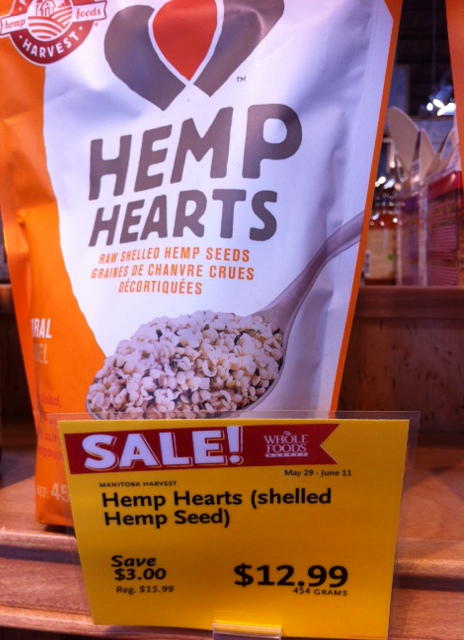 hemp foods
HARVEST
HEMP
HEARTS
™
RAW SHELLED HEMP SEEDS
GRAINES DE CHANVRE CRUES
DÉCORTIQUÉES
SALE!
WHOLE
FOODS
MARKET
May 29 - June 11
MANITOBA HARVEST
Hemp Hearts (shelled
Hemp Seed)
Save
$3.00
Reg. $15.99
$12.99
454 GRAMS